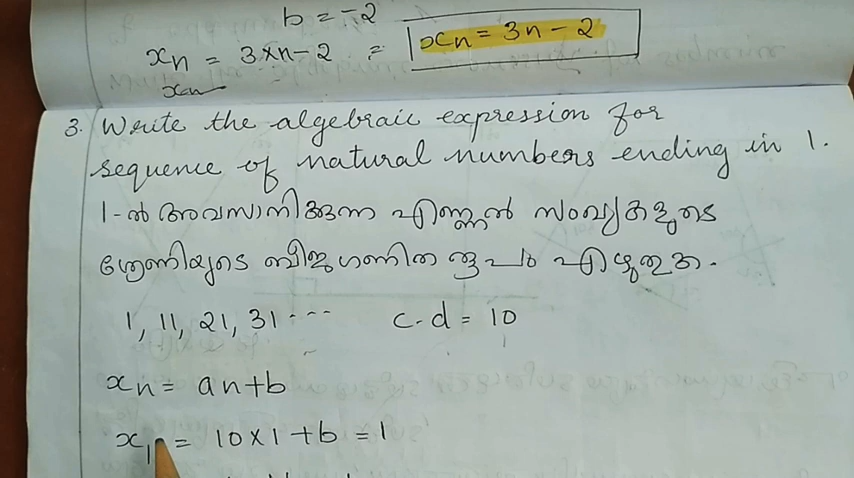 b = -2
xn = 3×n-2 = xn = 3n-2
xn
3. Write the algebraic expression for
sequence of natural numbers ending in 1.
1-ൽ അവസാനിക്കുന്ന എണ്ണൽ സംഖ്യകളുടെ
ശ്രേണിയുടെ ബീജഗണിത രൂപം എഴുതുക.
1, 11, 21, 31 ---- c.d = 10
xn = an+b
x1 = 10×1+b = 1